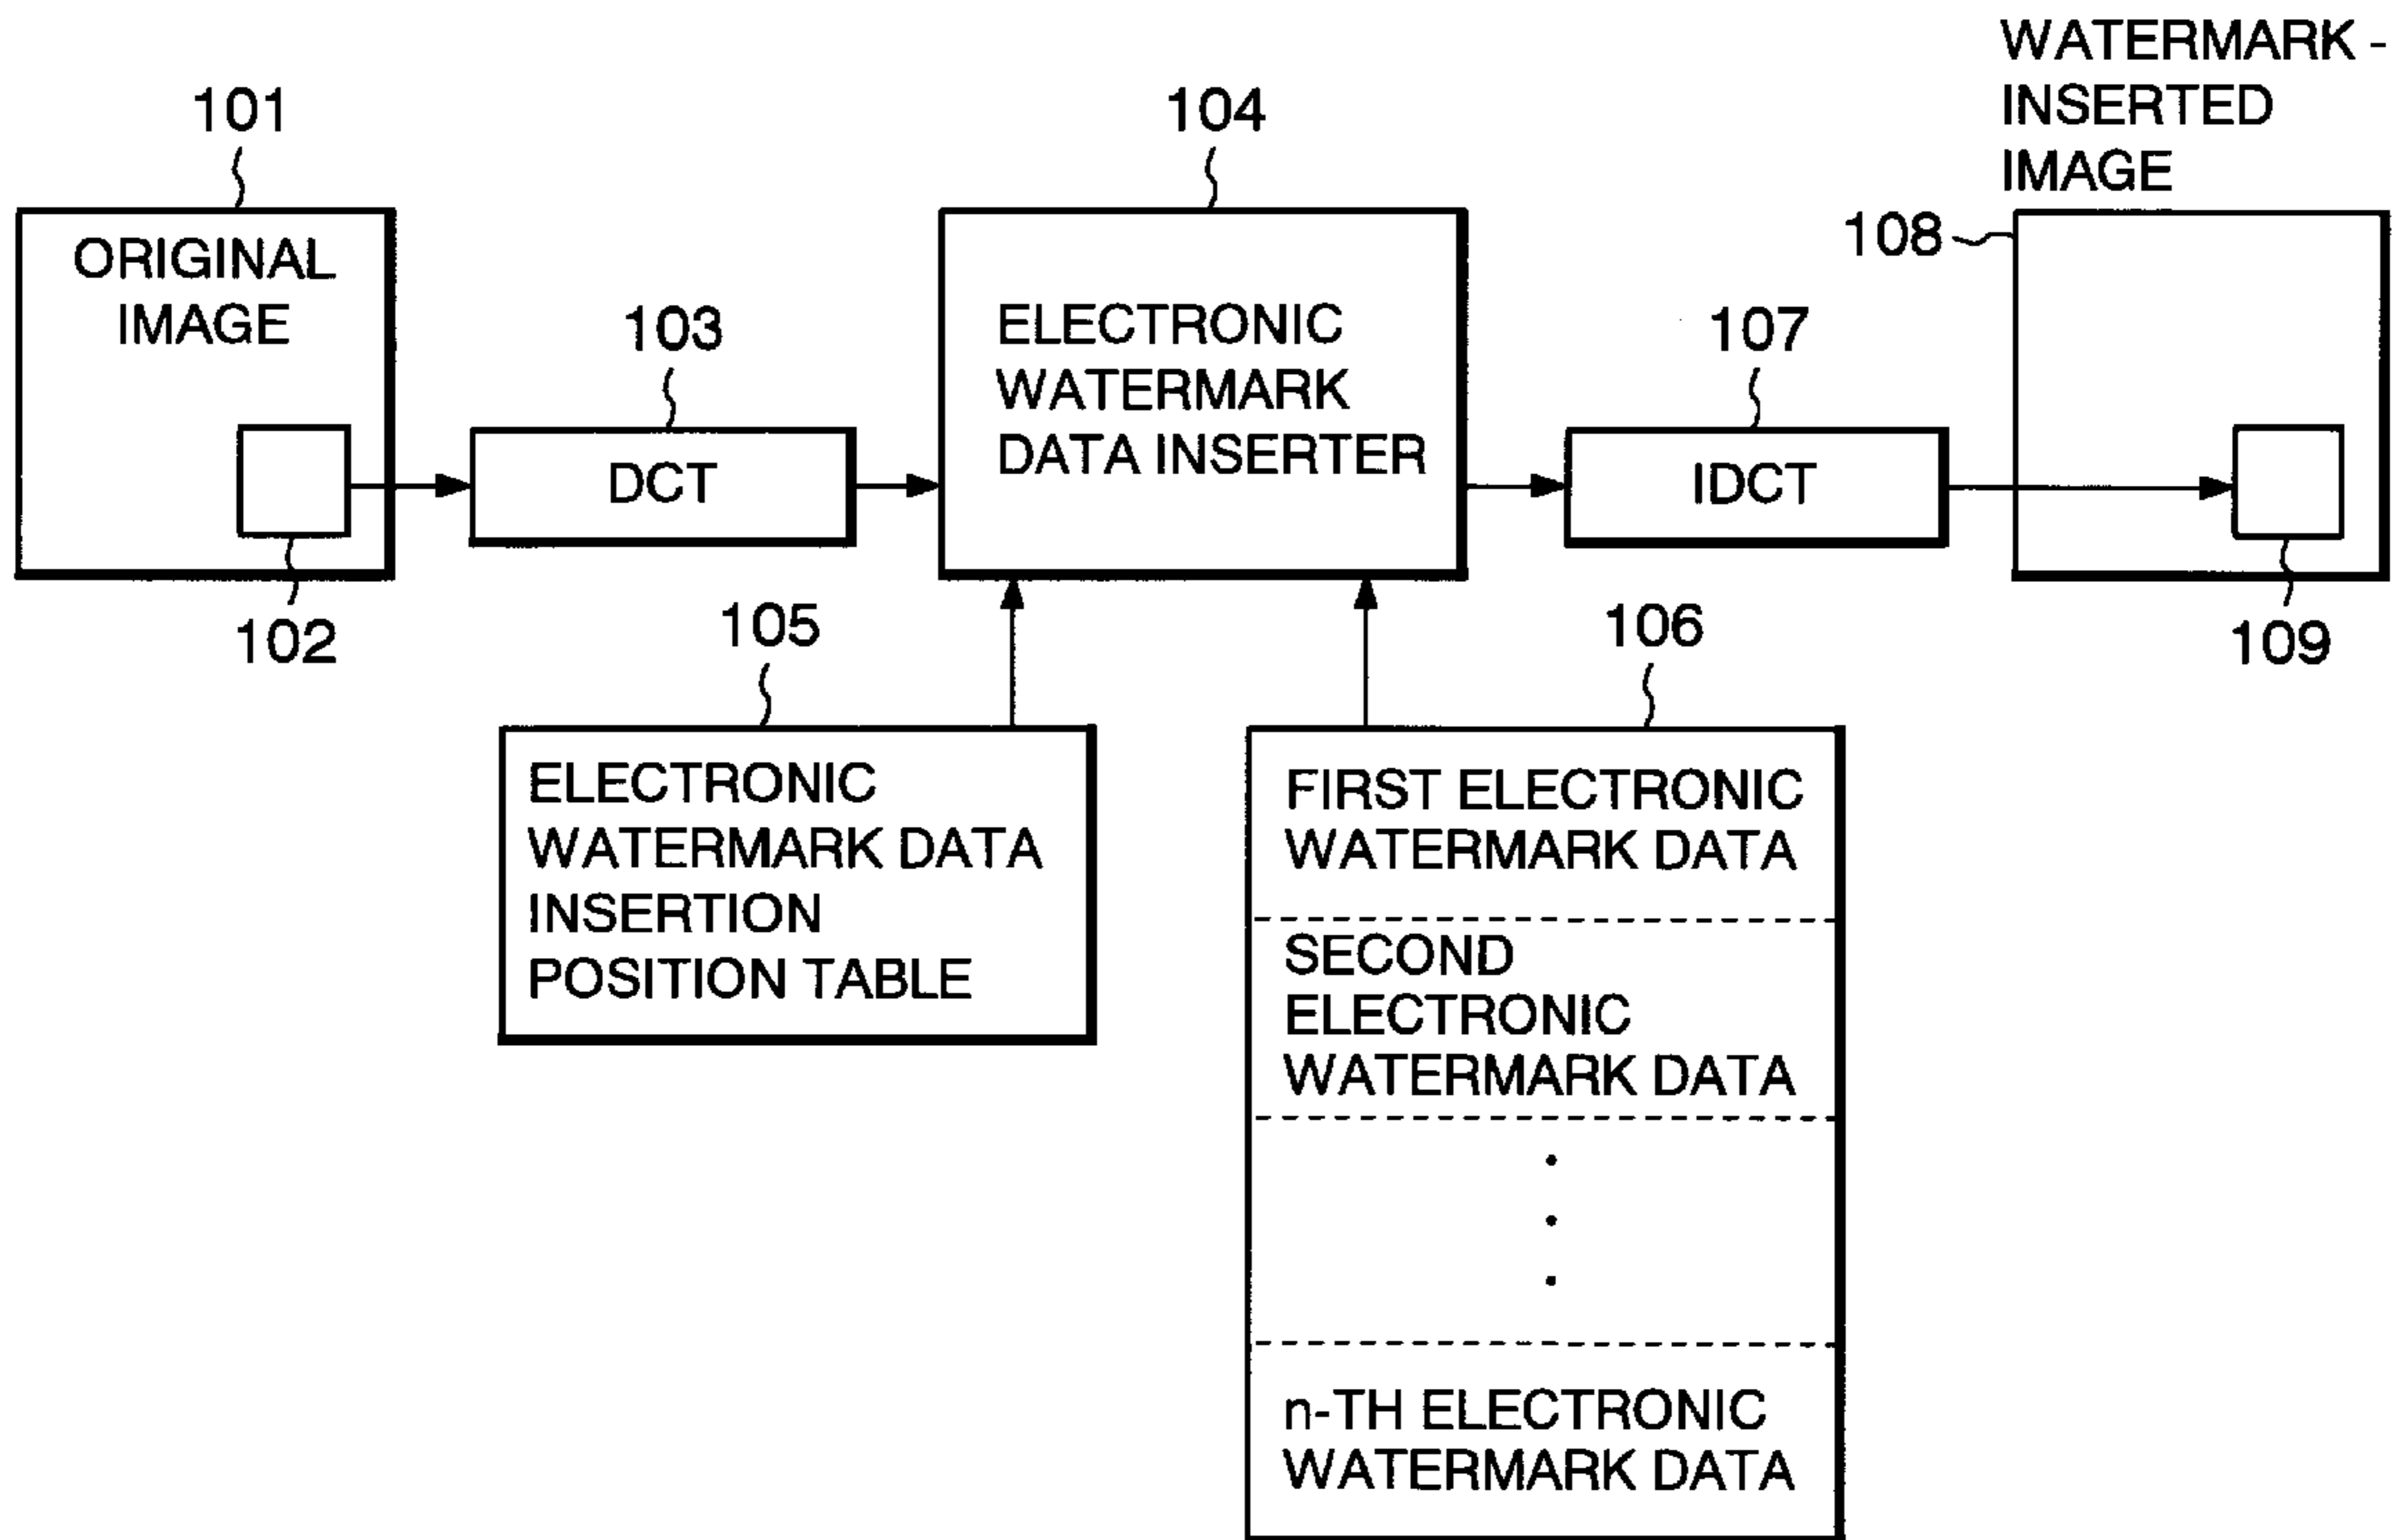 WATERMARK -
INSERTED
IMAGE
101
104
108
ORIGINAL
IMAGE
103
ELECTRONIC
WATERMARK
DATA INSERTER
107
DCT
IDCT
102
105
106
109
ELECTRONIC
WATERMARK DATA
INSERTION
POSITION TABLE
FIRST ELECTRONIC
WATERMARK DATA
SECOND
ELECTRONIC
WATERMARK DATA
n-TH ELECTRONIC
WATERMARK DATA